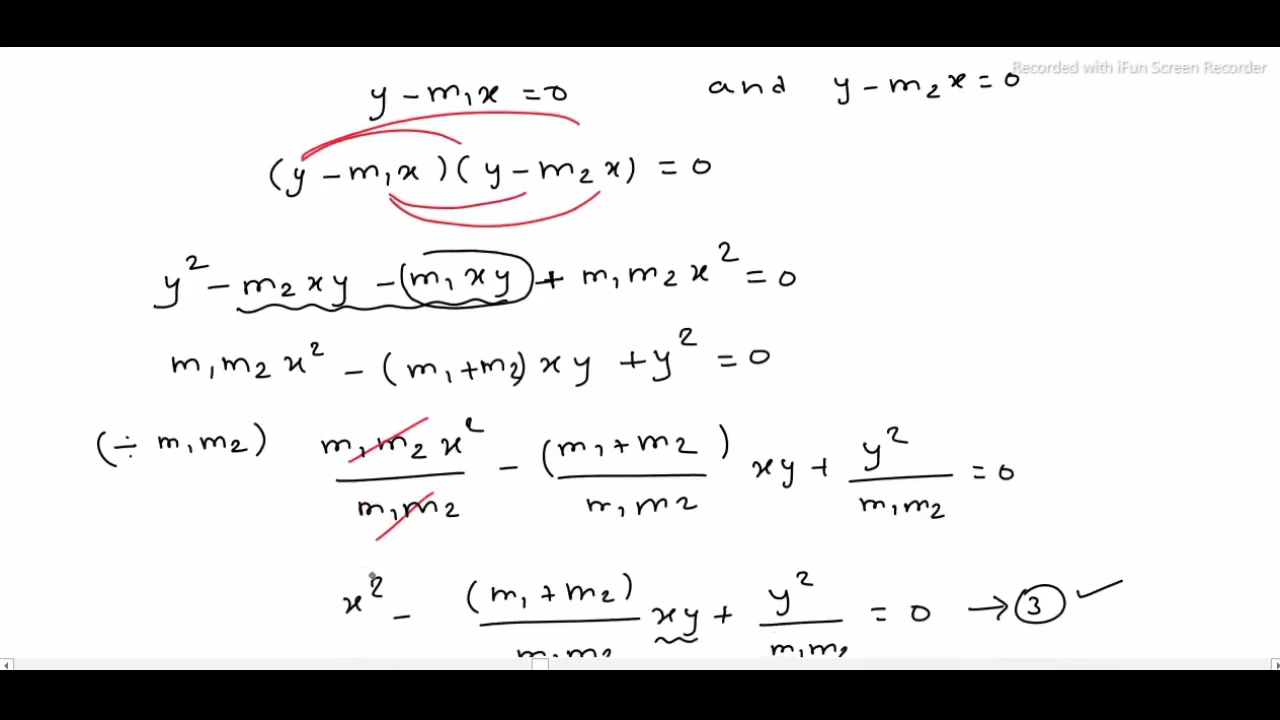 Recorded with iFun Screen Recorder
y - m₁x = 0 and y - m₂x = 0
(y - m₁x)(y - m₂x) = 0
y² - m₂xy - (m₁xy) + m₁m₂x² = 0
m₁m₂x² - (m₁+m₂)xy + y² = 0
(÷ m₁m₂) m₁m₂x²/m₁m₂ - (m₁+m₂)/m₁m₂ xy + y²/m₁m₂ = 0
x² - (m₁+m₂)/m₁m₂ xy + y²/m₁m₂ = 0 → ③ ✓